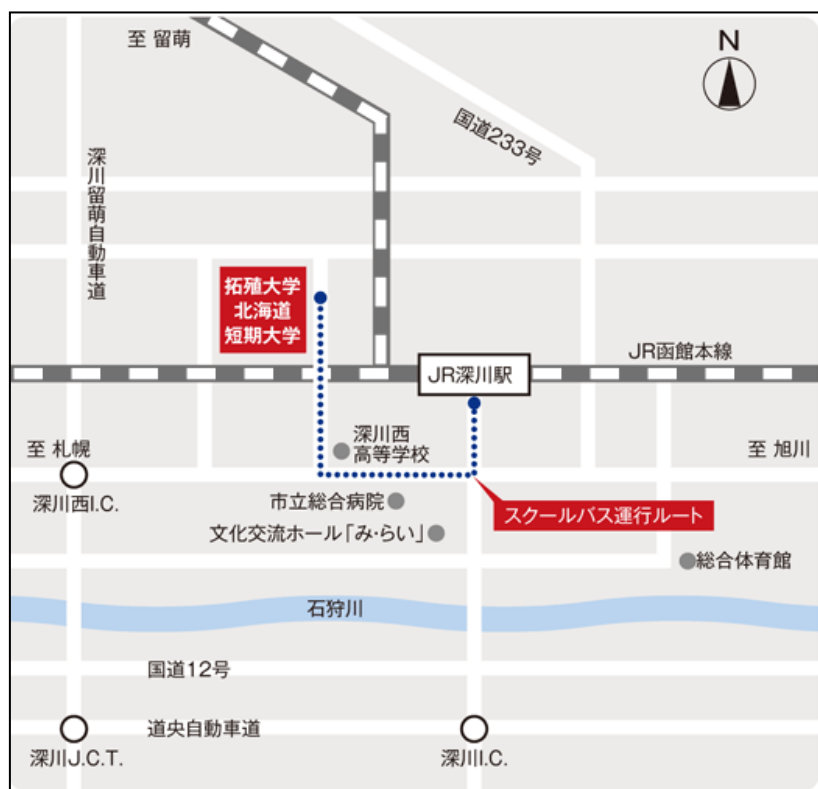 至 留萌
N
国道233号
深川留萌自動車道
拓殖大学
北海道
短期大学
JR函館本線
JR深川駅
深川西
高等学校
至 札幌
至 旭川
深川西I.C.
市立総合病院
スクールバス運行ルート
文化交流ホール「み・らい」
総合体育館
石狩川
国道12号
道央自動車道
深川J.C.T.
深川I.C.